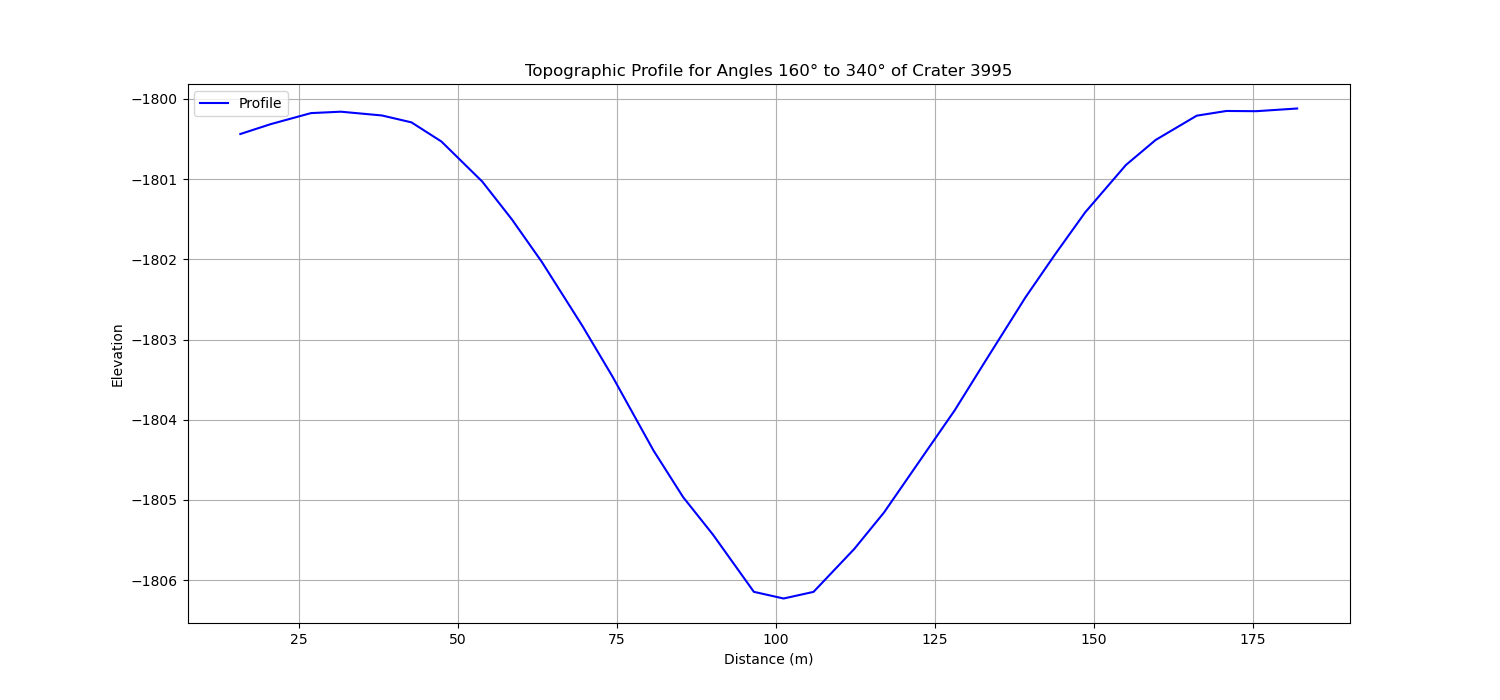 Topographic Profile for Angles 160° to 340° of Crater 3995
Profile
−1800
−1801
−1802
−1803
−1804
−1805
−1806
Elevation
25 50 75 100 125 150 175
Distance (m)